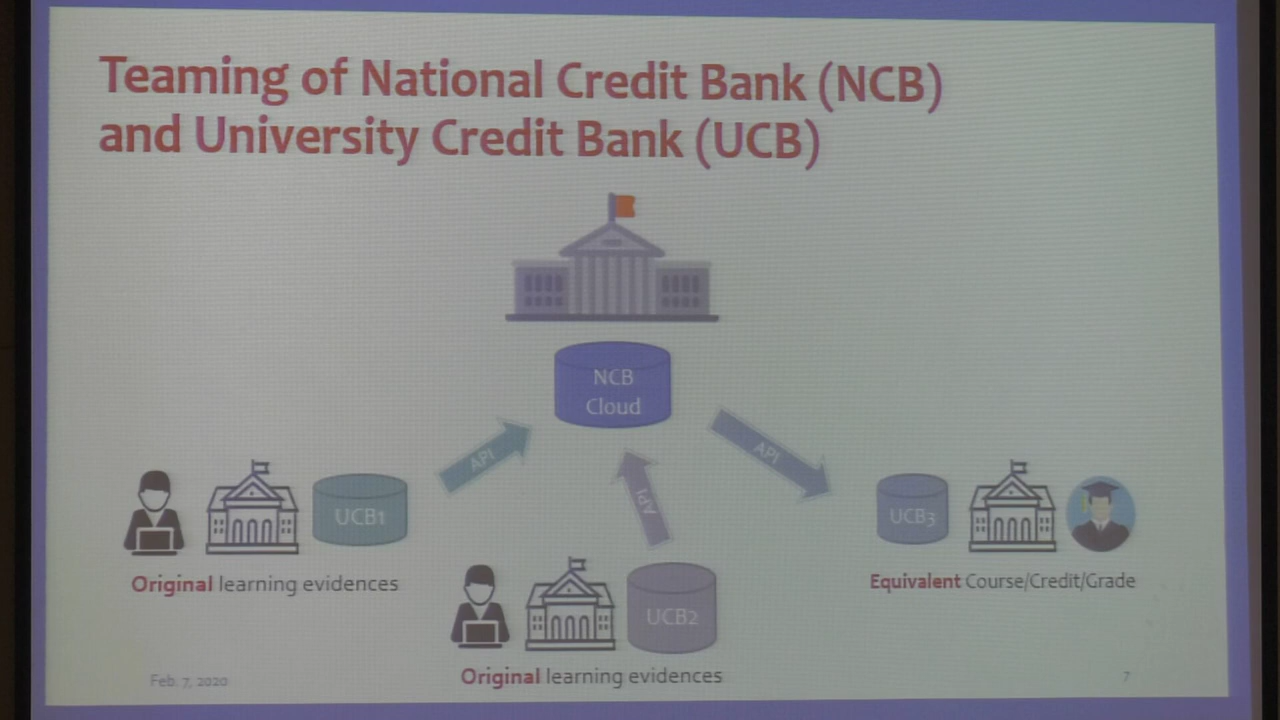 Teaming of National Credit Bank (NCB)
and University Credit Bank (UCB)
NCB
Cloud
API
API
API
UCB1
UCB3
Original learning evidences
Equivalent Course/Credit/Grade
UCB2
Original learning evidences
Feb. 7, 2020
7